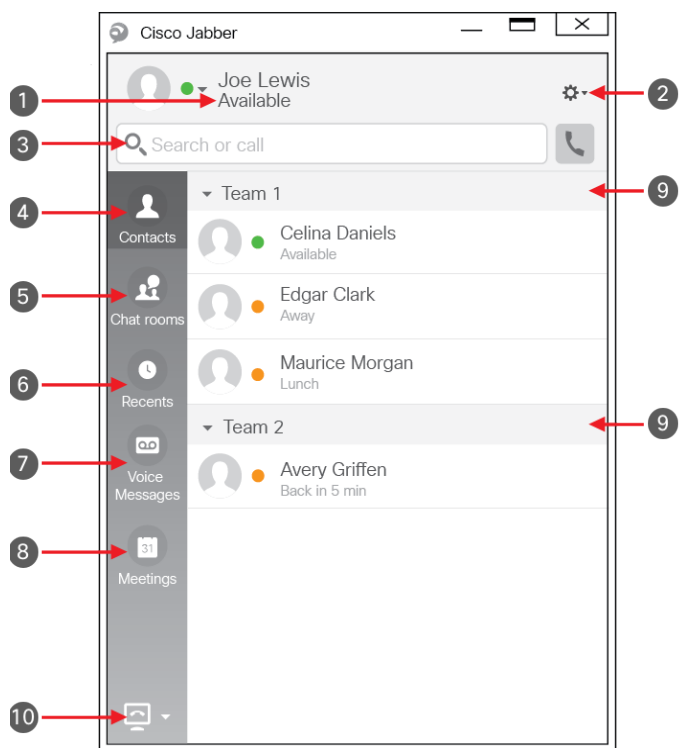 Cisco Jabber
Joe Lewis
1
Available
2
3
Search or call
4
Contacts
Team 1
9
Celina Daniels
Available
5
Chat rooms
Edgar Clark
Away
6
Recents
Maurice Morgan
Lunch
Team 2
9
7
Voice
Messages
Avery Griffen
Back in 5 min
8
31
Meetings
10